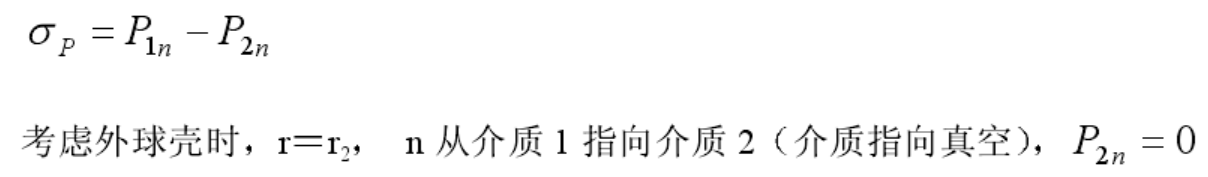 σ_P = P_{1n} − P_{2n}
考虑外球壳时，r＝r_2， n 从介质 1 指向介质 2（介质指向真空），P_{2n} = 0